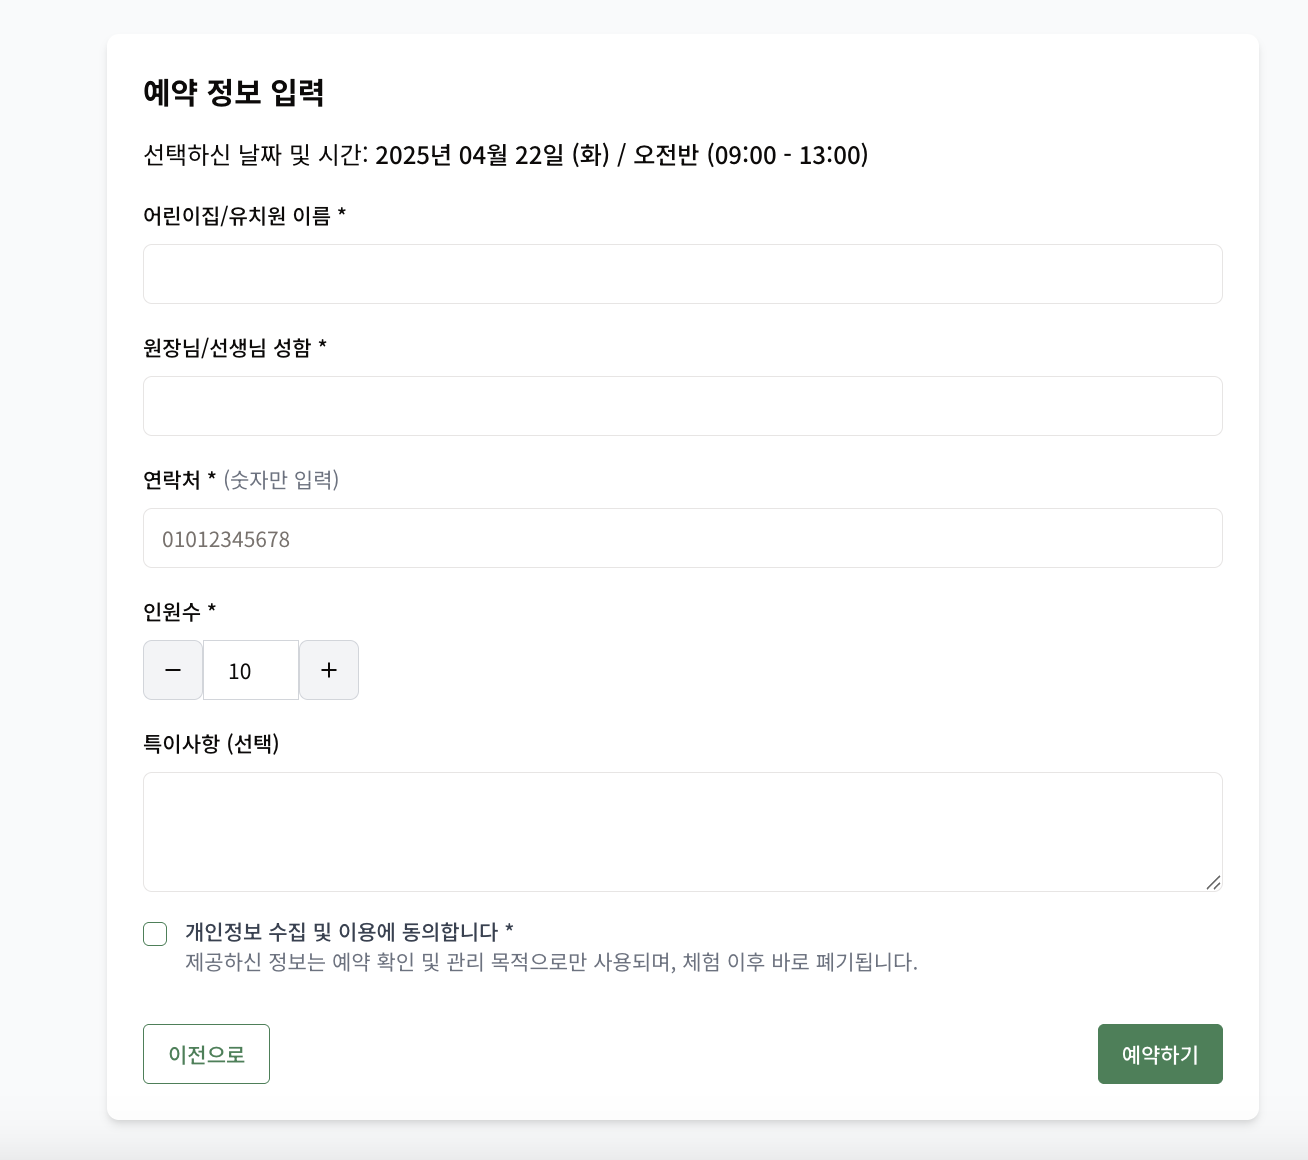 예약 정보 입력
선택하신 날짜 및 시간: 2025년 04월 22일 (화) / 오전반 (09:00 - 13:00)
어린이집/유치원 이름 *
원장님/선생님 성함 *
연락처 * (숫자만 입력)
01012345678
인원수 *
− 10 +
특이사항 (선택)
개인정보 수집 및 이용에 동의합니다 *
제공하신 정보는 예약 확인 및 관리 목적으로만 사용되며, 체험 이후 바로 폐기됩니다.
이전으로 예약하기